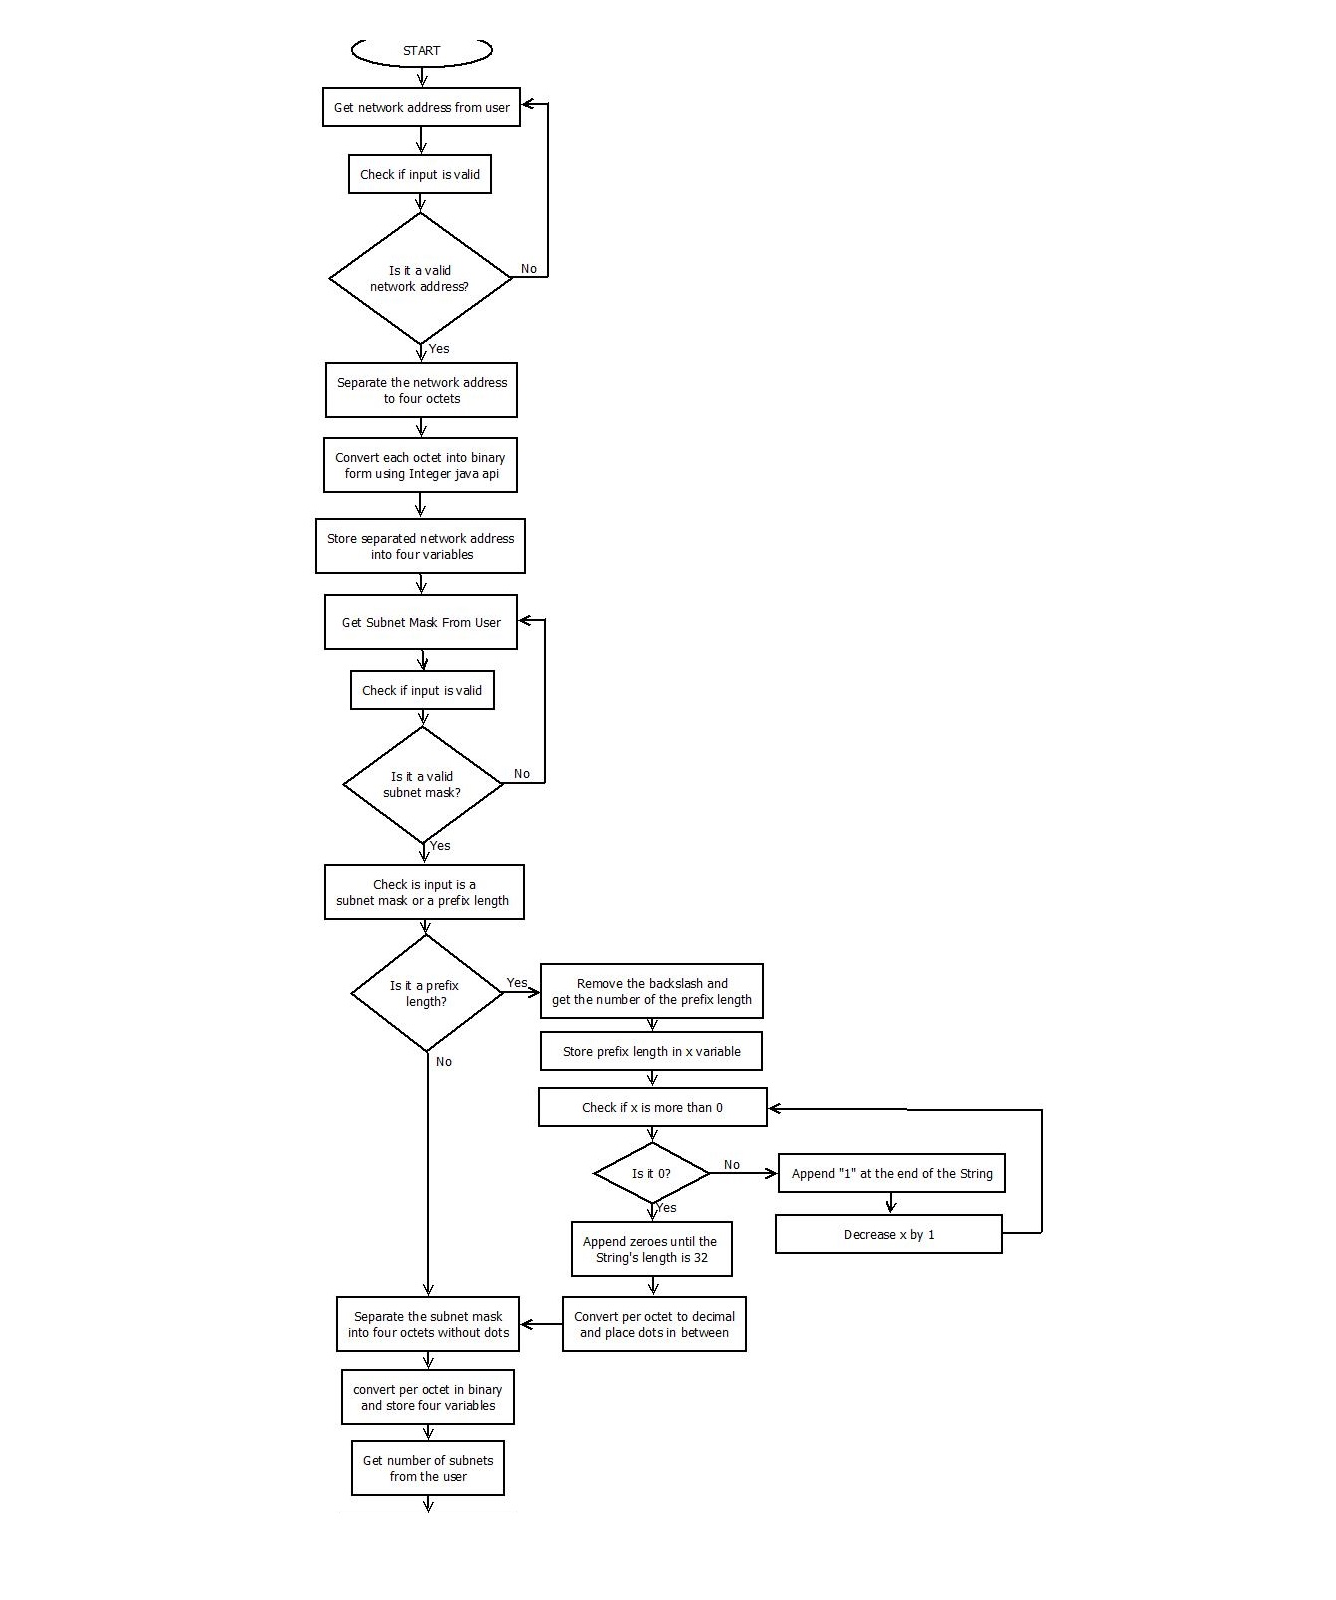 START
Get network address from user
Check if input is valid
Is it a valid
network address?
No
Yes
Separate the network address
to four octets
Convert each octet into binary
form using Integer java api
Store separated network address
into four variables
Get Subnet Mask From User
Check if input is valid
Is it a valid
subnet mask?
No
Yes
Check is input is a
subnet mask or a prefix length
Is it a prefix
length?
Yes
Remove the backslash and
get the number of the prefix length
Store prefix length in x variable
No
Check if x is more than 0
Is it 0?
No
Append "1" at the end of the String
Yes
Decrease x by 1
Append zeroes until the
String's length is 32
Separate the subnet mask
into four octets without dots
Convert per octet to decimal
and place dots in between
convert per octet in binary
and store four variables
Get number of subnets
from the user